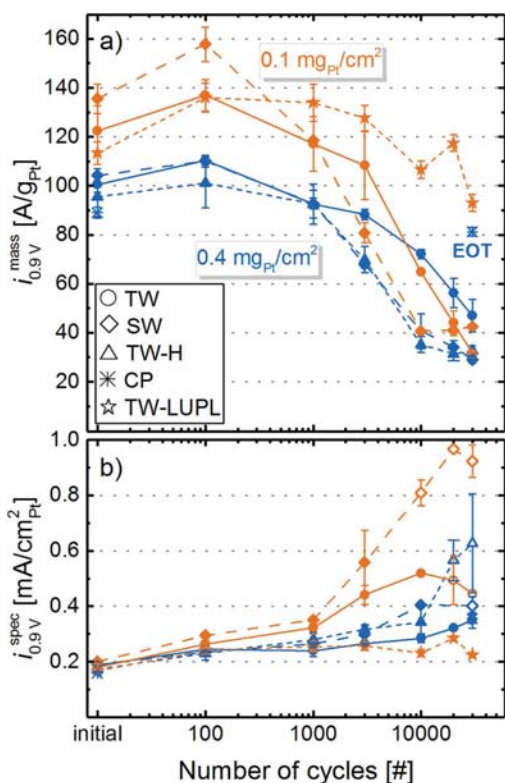 a)
0.1 mgPt/cm²
0.4 mgPt/cm²
EOT
i0.9 V^mass [A/gPt]
160
140
120
100
80
60
40
20
TW
SW
TW-H
CP
TW-LUPL
b)
i0.9 V^spec [mA/cm²Pt]
1.0
0.8
0.6
0.4
0.2
initial
100
1000
10000
Number of cycles [#]